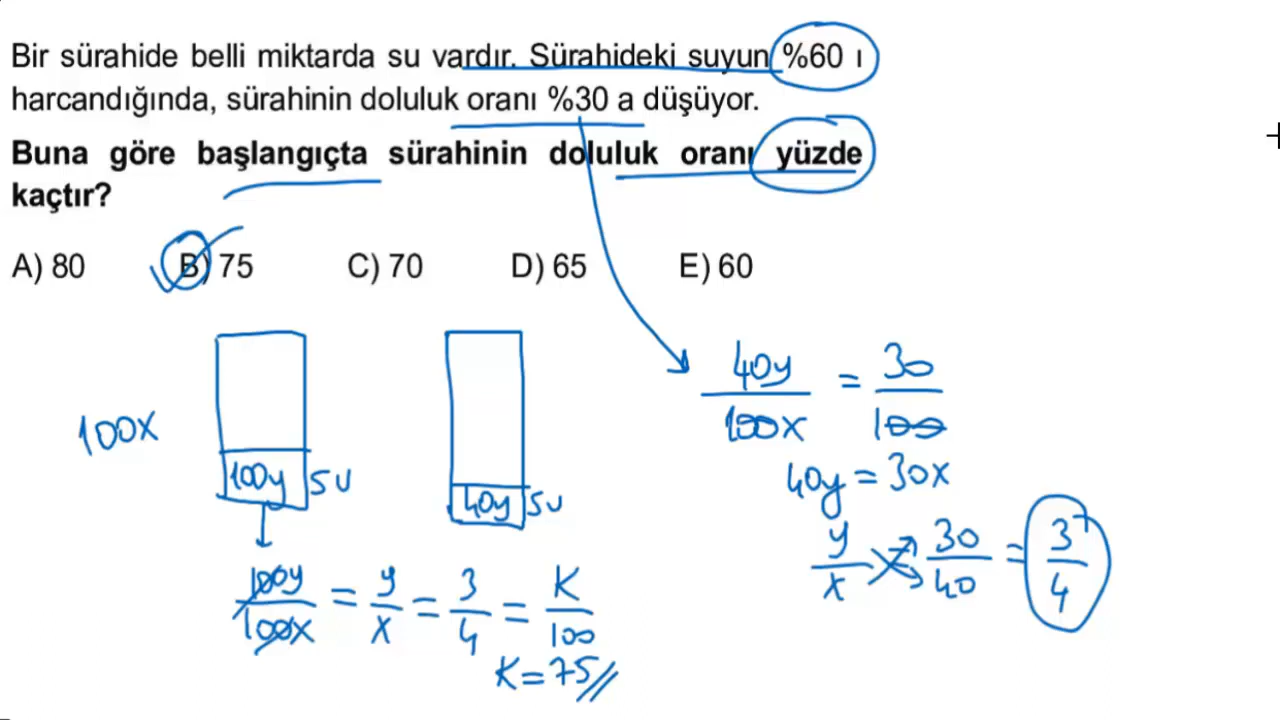 Bir sürahide belli miktarda su vardır. Sürahideki suyun %60 ı
harcandığında, sürahinin doluluk oranı %30 a düşüyor.
Buna göre başlangıçta sürahinin doluluk oranı yüzde
kaçtır?
A) 80 B) 75 C) 70 D) 65 E) 60
100x
100y SU
40y SU
40y/100x = 30/100
40y = 30x
y/x = 30/40 = 3/4
100y/100x = y/x = 3/4 = K/100
K = 75